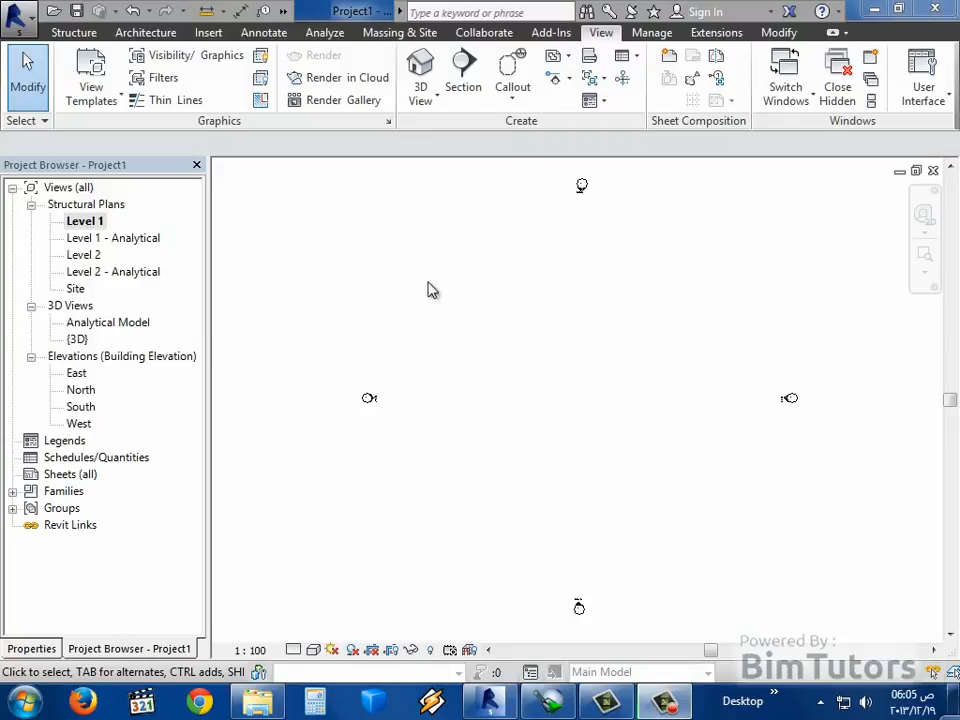 Project1 - ...
Type a keyword or phrase
Sign In
S
Structure
Architecture
Insert
Annotate
Analyze
Massing & Site
Collaborate
Add-Ins
View
Manage
Extensions
Modify
Modify
View
Templates
Visibility/ Graphics
Filters
Thin Lines
Render
Render in Cloud
Render Gallery
3D
View
Section
Callout
Switch
Windows
Close
Hidden
User
Interface
Select
Graphics
Create
Sheet Composition
Windows
Project Browser - Project1
Views (all)
Structural Plans
Level 1
Level 1 - Analytical
Level 2
Level 2 - Analytical
Site
3D Views
Analytical Model
{3D}
Elevations (Building Elevation)
East
North
South
West
Legends
Schedules/Quantities
Sheets (all)
Families
Groups
Revit Links
2D
Properties
Project Browser - Project1
1 : 100
Powered By :
BimTutors
Click to select, TAB for alternates, CTRL adds, SHI
:0
Main Model
321
Desktop
ص 06:05
٢٠١٣/١٢/١٩